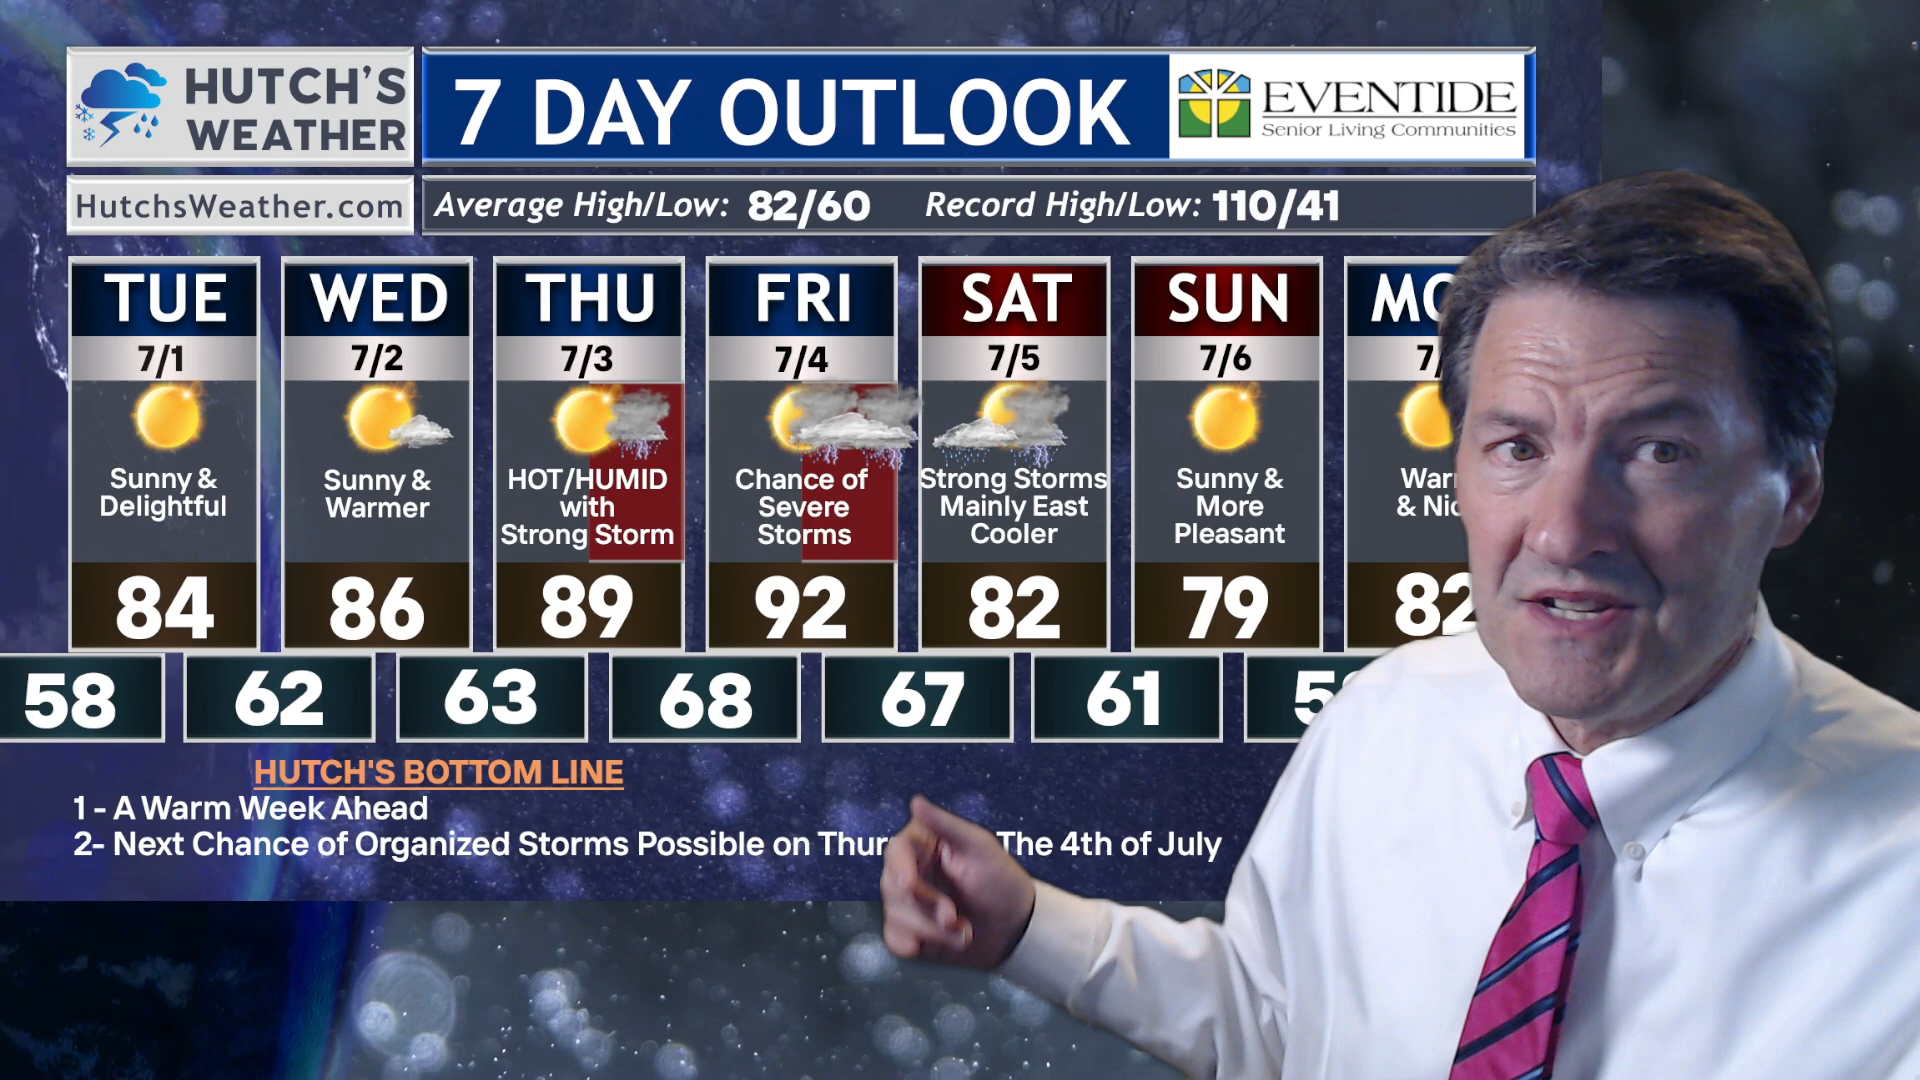 HUTCH'S
WEATHER
7 DAY OUTLOOK
EVENTIDE
Senior Living Communities
HutchsWeather.com
Average High/Low: 82/60 Record High/Low: 110/41
TUE
7/1
Sunny &
Delightful
84
WED
7/2
Sunny &
Warmer
86
THU
7/3
HOT/HUMID
with
Strong Storm
89
FRI
7/4
Chance of
Severe
Storms
92
SAT
7/5
Strong Storms
Mainly East
Cooler
82
SUN
7/6
Sunny &
More
Pleasant
79
82
58 62 63 68 67 61
HUTCH'S BOTTOM LINE
1 - A Warm Week Ahead
2- Next Chance of Organized Storms Possible on The 4th of July